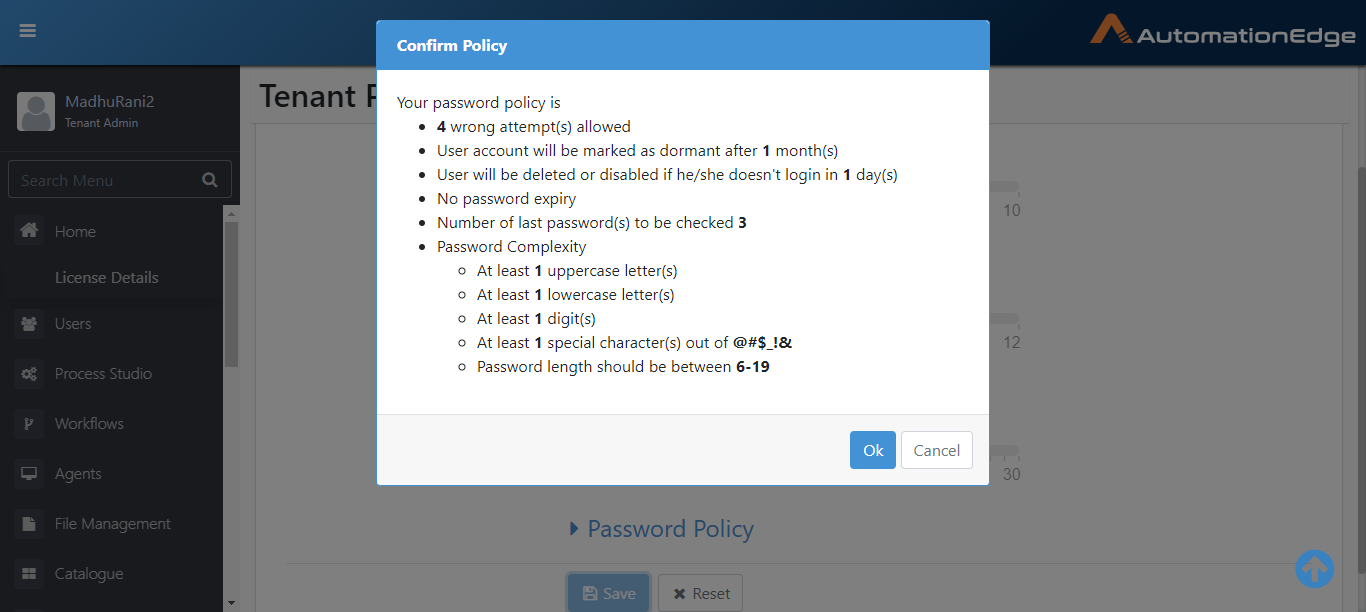 AutomationEdge
MadhuRani2
Tenant Admin
Search Menu
Home
License Details
Users
Process Studio
Workflows
Agents
File Management
Catalogue
Tenant
Confirm Policy
Your password policy is
4 wrong attempt(s) allowed
User account will be marked as dormant after 1 month(s)
User will be deleted or disabled if he/she doesn't login in 1 day(s)
No password expiry
Number of last password(s) to be checked 3
Password Complexity
At least 1 uppercase letter(s)
At least 1 lowercase letter(s)
At least 1 digit(s)
At least 1 special character(s) out of @#$_!&
Password length should be between 6-19
Ok
Cancel
10
12
30
Password Policy
Save
Reset